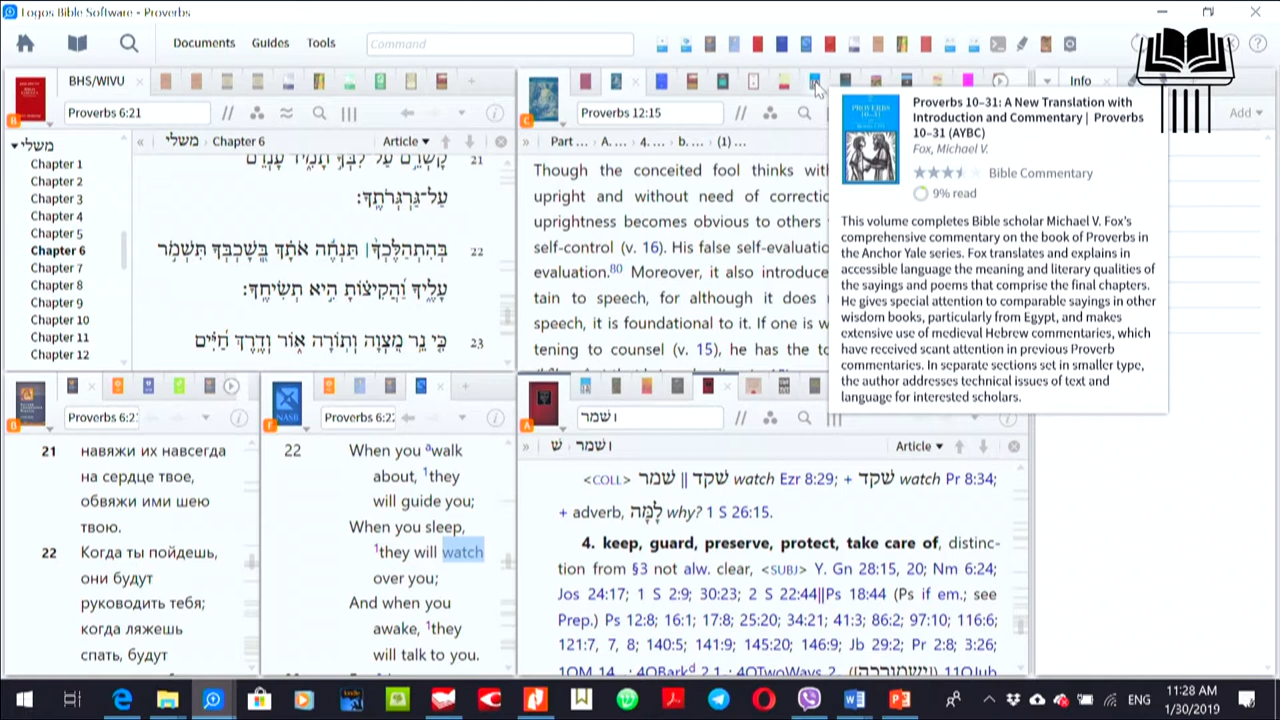 Logos Bible Software - Proverbs
Documents Guides Tools Command
BHS/WIVU
Proverbs 6:21
משלי
Chapter 1
Chapter 2
Chapter 3
Chapter 4
Chapter 5
Chapter 6
Chapter 7
Chapter 8
Chapter 9
Chapter 10
Chapter 11
Chapter 12
« משלי Chapter 6 Article
21 קָשְׁרֵ֣ם עַל־לִבְּךָ֣ תָמִ֑יד עָ֝נְדֵ֗ם
עַל־גַּרְגְּרֹתֶֽךָ׃
22 בְּהִתְהַלֶּכְךָ֨׀ תַּנְחֶ֬ה אֹתָ֗ךְ בְּֽ֭שָׁכְבְּךָ תִּשְׁמֹ֣ר
עָלֶ֑יךָ וַ֝הֲקִיצ֗וֹתָ הִ֣יא תְשִׂיחֶֽךָ׃
23 כִּ֤י נֵ֣ר מִ֭צְוָה וְת֣וֹרָה א֑וֹר וְדֶ֥רֶךְ חַ֝יִּ֗ים
Proverbs 12:15
» Part ... A. ... 4. ... b. ... (1) ...
Though the conceited fool thinks with
upright and without need of correctio
uprightness becomes obvious to others
self-control (v. 16). His false self-evaluati
evaluation.80 Moreover, it also introduce
tain to speech, for although it does
speech, it is foundational to it. If one is w
tening to counsel (v. 15), he has the to
Info
Add
Proverbs 10–31: A New Translation with
Introduction and Commentary | Proverbs
10–31 (AYBC)
Fox, Michael V.
Bible Commentary
9% read
This volume completes Bible scholar Michael V. Fox's
comprehensive commentary on the book of Proverbs in
the Anchor Yale series. Fox translates and explains in
accessible language the meaning and literary qualities of
the sayings and poems that comprise the final chapters.
He gives special attention to comparable sayings in other
wisdom books, particularly from Egypt, and makes
extensive use of medieval Hebrew commentaries, which
have received scant attention in previous Proverb
commentaries. In separate sections set in smaller type,
the author addresses technical issues of text and
language for interested scholars.
Proverbs 6:2
21 навяжи их навсегда
на сердце твое,
обвяжи ими шею
твою.
22 Когда ты пойдешь,
они будут
руководить тебя;
когда ляжешь
спать, будут
NASB
Proverbs 6:2
22 When you awalk
about, 1they
will guide you;
When you sleep,
1they will watch
over you;
And when you
awake, 1they
will talk to you.
שמר I
» ש שמר I Article
<COLL> שׁמר || שׁקד watch Ezr 8:29; + שׁקד watch Pr 8:34;
+ adverb, לָמָּה why? 1 S 26:15.
4. keep, guard, preserve, protect, take care of, distinc-
tion from §3 not alw. clear, <SUBJ> Y. Gn 28:15, 20; Nm 6:24;
Jos 24:17; 1 S 2:9; 30:23; 2 S 22:44||Ps 18:44 (Ps if em.; see
Prep.) Ps 12:8; 16:1; 17:8; 25:20; 34:21; 41:3; 86:2; 97:10; 116:6;
121:7, 7, 8; 140:5; 141:9; 145:20; 146:9; Jb 29:2; Pr 2:8; 3:26;
ENG
11:28 AM
1/30/2019